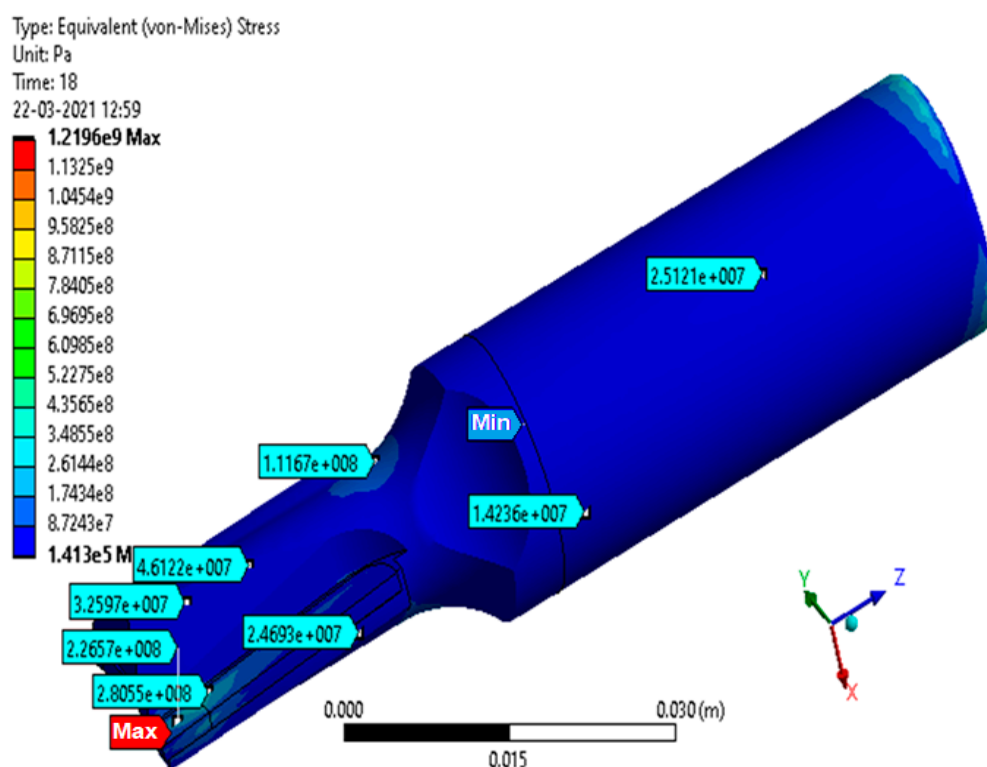 Type: Equivalent (von-Mises) Stress
Unit: Pa
Time: 18
22-03-2021 12:59
1.2196e9 Max
1.1325e9
1.0454e9
9.5825e8
8.7115e8
7.8405e8
6.9695e8
6.0985e8
5.2275e8
4.3565e8
3.4855e8
2.6144e8
1.7434e8
8.7243e7
1.413e5 M
2.5121e+007
Min
1.1167e+008
1.4236e+007
4.6122e+007
3.2597e+007
2.4693e+007
2.2657e+008
2.8055e+008
Max
Y
Z
X
0.000
0.030 (m)
0.015